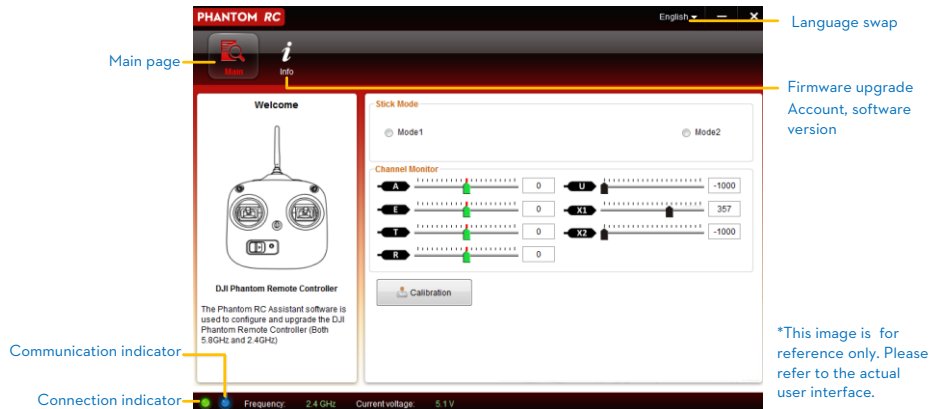 PHANTOM RC
English
Language swap
Main page
Main
Info
Firmware upgrade
Account, software
version
Welcome
DJI Phantom Remote Controller
The Phantom RC Assistant software is
used to configure and upgrade the DJI
Phantom Remote Controller (Both
5.8GHz and 2.4GHz)
Stick Mode
Mode1
Mode2
Channel Monitor
A 0
U -1000
E 0
X1 357
T 0
X2 -1000
R 0
Calibration
*This image is for
reference only. Please
refer to the actual
user interface.
Communication indicator
Connection indicator
Frequency: 2.4 GHz Current voltage: 5.1 V